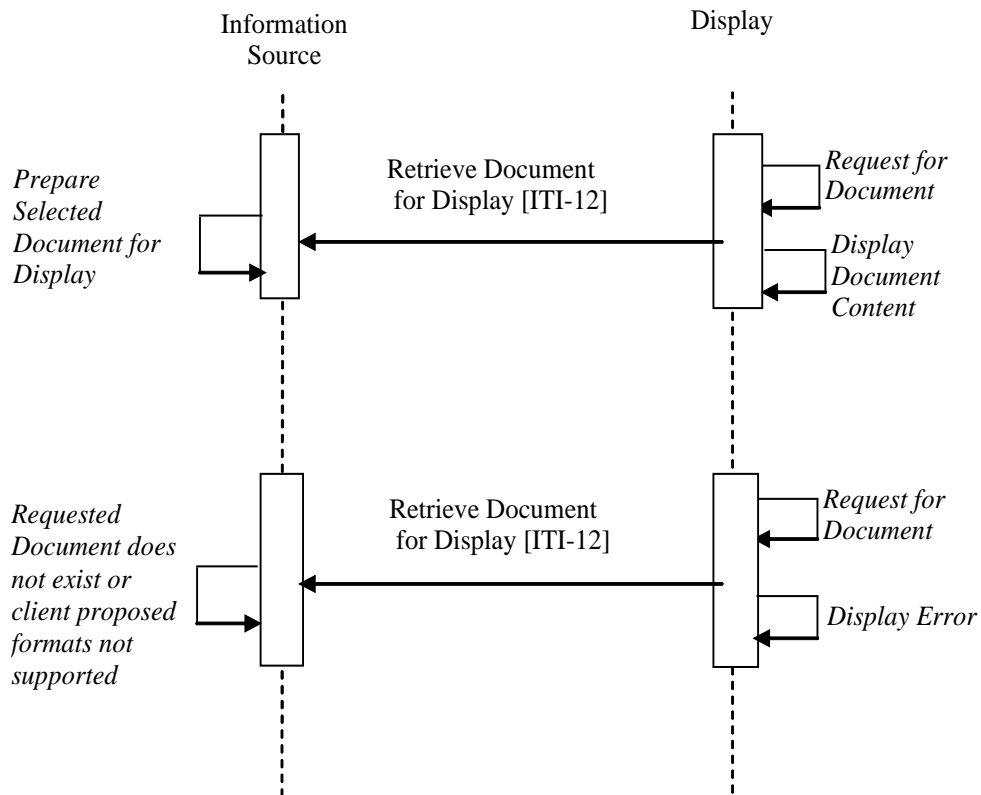 Information
Source
Display
Prepare
Selected
Document for
Display
Retrieve Document
for Display [ITI-12]
Request for
Document
Display
Document
Content
Requested
Document does
not exist or
client proposed
formats not
supported
Retrieve Document
for Display [ITI-12]
Request for
Document
Display Error